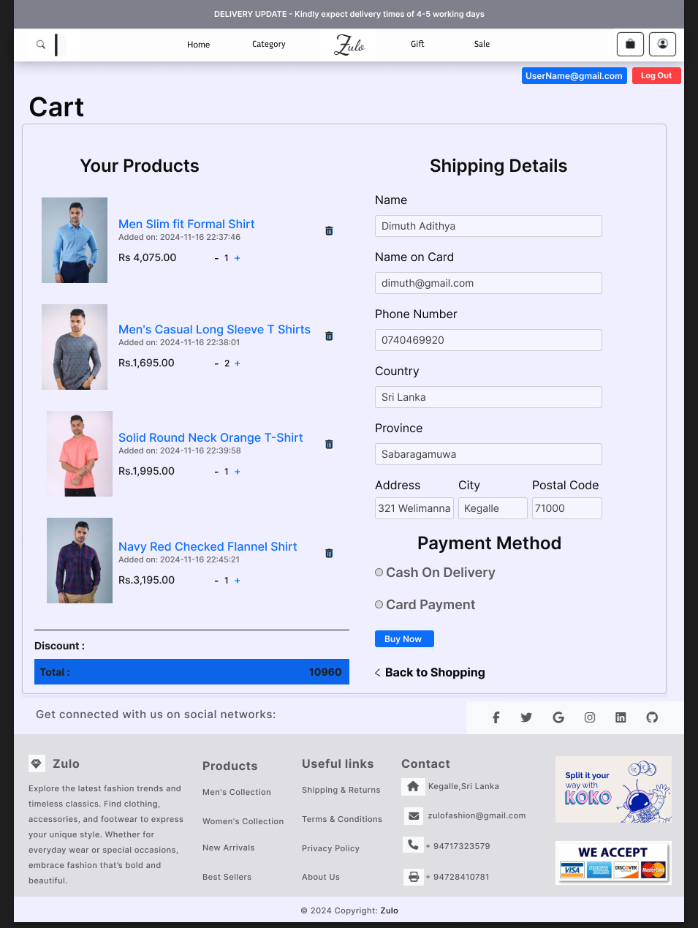 DELIVERY UPDATE - Kindly expect delivery times of 4-5 working days
Home
Category
Zulo
Gift
Sale
UserName@gmail.com
Log Out
Cart
Your Products
Men Slim fit Formal Shirt
Added on: 2024-11-16 22:37:46
Rs 4,075.00 - 1 +
Men's Casual Long Sleeve T Shirts
Added on: 2024-11-16 22:38:01
Rs.1,695.00 - 2 +
Solid Round Neck Orange T-Shirt
Added on: 2024-11-16 22:39:58
Rs.1,995.00 - 1 +
Navy Red Checked Flannel Shirt
Added on: 2024-11-16 22:45:21
Rs.3,195.00 - 1 +
Discount :
Total : 10960
Shipping Details
Name
Dimuth Adithya
Name on Card
dimuth@gmail.com
Phone Number
0740469920
Country
Sri Lanka
Province
Sabaragamuwa
Address City Postal Code
321 Welimanna Kegalle 71000
Payment Method
Cash On Delivery
Card Payment
Buy Now
Back to Shopping
Get connected with us on social networks:
Zulo
Explore the latest fashion trends and
timeless classics. Find clothing,
accessories, and footwear to express
your unique style. Whether for
everyday wear or special occasions,
embrace fashion that's bold and
beautiful.
Products
Men's Collection
Women's Collection
New Arrivals
Best Sellers
Useful links
Shipping & Returns
Terms & Conditions
Privacy Policy
About Us
Contact
Kegalle,Sri Lanka
zulofashion@gmail.com
+ 94717323579
+ 94728410781
Split it your
way with
KOKO
WE ACCEPT
VISA
AMERICAN EXPRESS
DISCOVER
MasterCard
© 2024 Copyright: Zulo